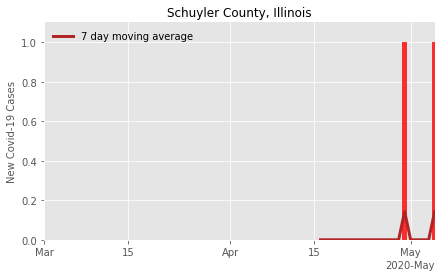 Schuyler County, Illinois
7 day moving average
New Covid-19 Cases
1.0
0.8
0.6
0.4
0.2
0.0
Mar 15 Apr 15 May
2020-May